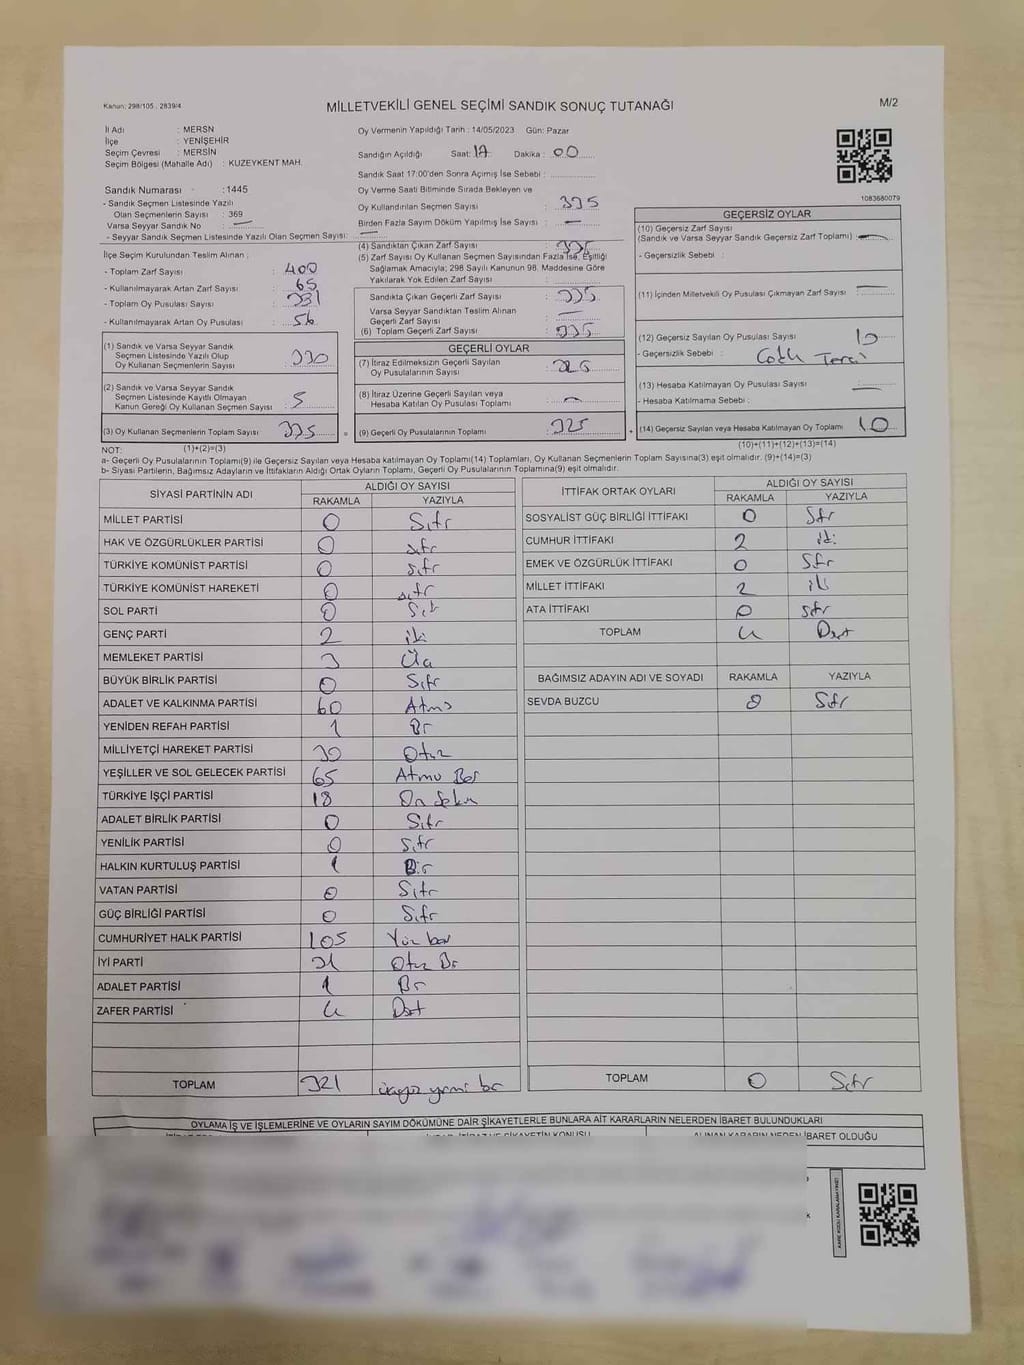 Kanun: 298/105 , 2839/4
MİLLETVEKİLİ GENEL SEÇİMİ SANDIK SONUÇ TUTANAĞI
M/2
İl Adı : MERSN
İlçe : YENİŞEHİR
Seçim Çevresi : MERSİN
Seçim Bölgesi (Mahalle Adı) : KUZEYKENT MAH.
Oy Vermenin Yapıldığı Tarih : 14/05/2023 Gün: Pazar
Sandığın Açıldığı Saat: 17 Dakika : 00
Sandık Saat 17:00'den Sonra Açımış İse Sebebi :
Sandık Numarası : 1445
- Sandık Seçmen Listesinde Yazılı
Olan Seçmenlerin Sayısı : 369
Varsa Seyyar Sandık No : —
- Seyyar Sandık Seçmen Listesinde Yazılı Olan Seçmen Sayısı: —
Oy Verme Saati Bitiminde Sırada Bekleyen ve
Oy Kullandırılan Seçmen Sayısı : 335
Birden Fazla Sayım Döküm Yapılmış İse Sayısı : —
1083680079
İlçe Seçim Kurulundan Teslim Alınan :
- Toplam Zarf Sayısı : 400
- Kullanılmayarak Artan Zarf Sayısı : 65
- Toplam Oy Pusulası Sayısı : 391
- Kullanılmayarak Artan Oy Pusulası : 56
(4) Sandıktan Çıkan Zarf Sayısı : 335
(5) Zarf Sayısı Oy Kullanan Seçmen Sayısından Fazla İse, Eşitliği
Sağlamak Amacıyla; 298 Sayılı Kanunun 98. Maddesine Göre
Yakılarak Yok Edilen Zarf Sayısı :
Sandıkta Çıkan Geçerli Zarf Sayısı : 335
Varsa Seyyar Sandıktan Teslim Alınan
Geçerli Zarf Sayısı : —
(6) Toplam Geçerli Zarf Sayısı : 335
GEÇERSİZ OYLAR
(10) Geçersiz Zarf Sayısı
(Sandık ve Varsa Seyyar Sandık Geçersiz Zarf Toplamı) : —
- Geçersizlik Sebebi :
(11) İçinden Milletvekili Oy Pusulası Çıkmayan Zarf Sayısı : —
(12) Geçersiz Sayılan Oy Pusulası Sayısı : 10
- Geçersizlik Sebebi :
(13) Hesaba Katılmayan Oy Pusulası Sayısı : —
- Hesaba Katılmama Sebebi :
(14) Geçersiz Sayılan veya Hesaba Katılmayan Oy Toplamı 10
(1) Sandık ve Varsa Seyyar Sandık
Seçmen Listesinde Yazılı Olup
Oy Kullanan Seçmenlerin Sayısı : 330
(2) Sandık ve Varsa Seyyar Sandık
Seçmen Listesinde Kayıtlı Olmayan
Kanun Gereği Oy Kullanan Seçmen Sayısı : 5
(3) Oy Kullanan Seçmenlerin Toplam Sayısı : 335
GEÇERLİ OYLAR
(7) İtiraz Edilmeksizin Geçerli Sayılan
Oy Pusulalarının Sayısı : 325
(8) İtiraz Üzerine Geçerli Sayılan veya
Hesaba Katılan Oy Pusulası Toplamı : —
(9) Geçerli Oy Pusulalarının Toplamı : 325
NOT: (1)+(2)=(3)
(10)+(11)+(12)+(13)=(14)
a- Geçerli Oy Pusulalarının Toplamı(9) ile Geçersiz Sayılan veya Hesaba katılmayan Oy Toplamı(14) Toplamları, Oy Kullanan Seçmenlerin Toplam Sayısına(3) eşit olmalıdır. (9)+(14)=(3)
b- Siyasi Partilerin, Bağımsız Adayların ve İttifakların Aldığı Ortak Oyların Toplamı, Geçerli Oy Pusulalarının Toplamına(9) eşit olmalıdır.
SİYASİ PARTİNİN ADI ALDIĞI OY SAYISI
RAKAMLA YAZIYLA
MİLLET PARTİSİ 0 Sıfır
HAK VE ÖZGÜRLÜKLER PARTİSİ 0 sıfır
TÜRKİYE KOMÜNİST PARTİSİ 0 sıfır
TÜRKİYE KOMÜNİST HAREKETİ 0 sıfır
SOL PARTİ 0 Sıfır
GENÇ PARTİ 2 iki
MEMLEKET PARTİSİ 3 Üç
BÜYÜK BİRLİK PARTİSİ 0 Sıfır
ADALET VE KALKINMA PARTİSİ 60 Atmış
YENİDEN REFAH PARTİSİ 1 Bir
MİLLİYETÇİ HAREKET PARTİSİ 30 Otuz
YEŞİLLER VE SOL GELECEK PARTİSİ 65 Atmış Beş
TÜRKİYE İŞÇİ PARTİSİ 18 On Sekiz
ADALET BİRLİK PARTİSİ 0 Sıfır
YENİLİK PARTİSİ 0 Sıfır
HALKIN KURTULUŞ PARTİSİ 1 Bir
VATAN PARTİSİ 0 Sıfır
GÜÇ BİRLİĞİ PARTİSİ 0 Sıfır
CUMHURİYET HALK PARTİSİ 105 Yüz beş
İYİ PARTİ 31 Otuz Bir
ADALET PARTİSİ 1 Bir
ZAFER PARTİSİ 4 Dört
TOPLAM 321 üçyüz yirmi bir
İTTİFAK ORTAK OYLARI ALDIĞI OY SAYISI
RAKAMLA YAZIYLA
SOSYALİST GÜÇ BİRLİĞİ İTTİFAKI 0 Sıfır
CUMHUR İTTİFAKI 2 iki
EMEK VE ÖZGÜRLÜK İTTİFAKI 0 Sıfır
MİLLET İTTİFAKI 2 iki
ATA İTTİFAKI 0 sıfır
TOPLAM 4 Dört
BAĞIMSIZ ADAYIN ADI VE SOYADI RAKAMLA YAZIYLA
SEVDA BUZCU 0 Sıfır
TOPLAM 0 Sıfır
OYLAMA İŞ VE İŞLEMLERİNE VE OYLARIN SAYIM DÖKÜMÜNE DAİR ŞİKAYETLERLE BUNLARA AİT KARARLARIN NELERDEN İBARET BULUNDUKLARI
ALINAN KARARIN NEDEN İBARET OLDUĞU